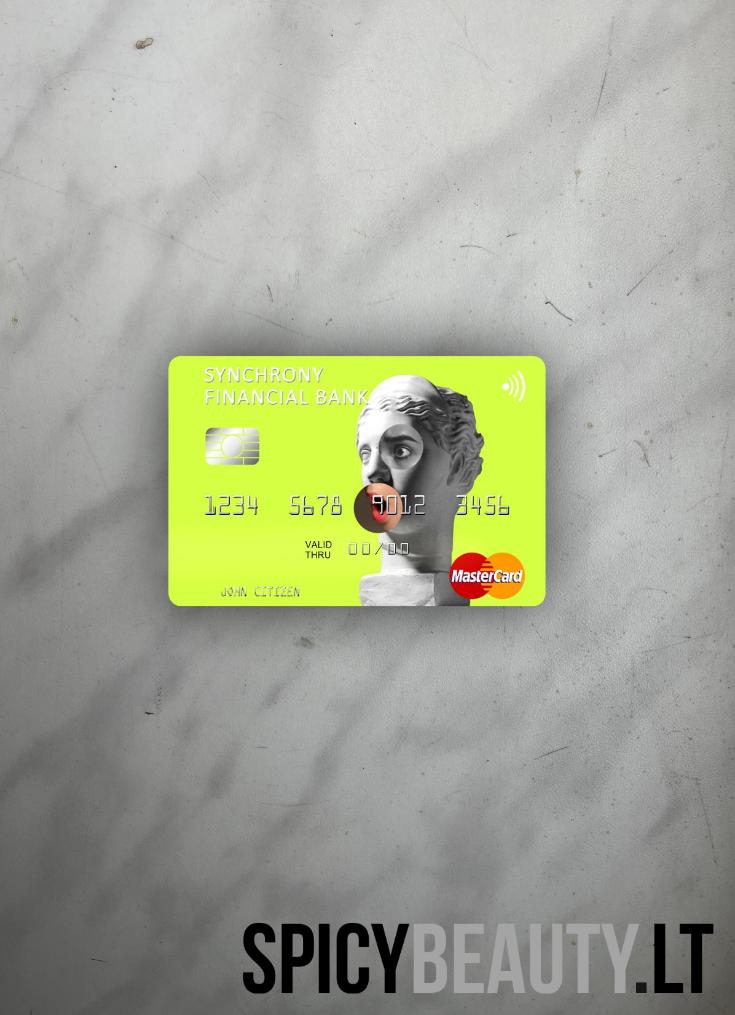 SYNCHRONY
FINANCIAL BANK
1234 5678 9012 3456
VALID
THRU 00/00
JOHN CITIZEN
MasterCard
SPICYBEAUTY.LT